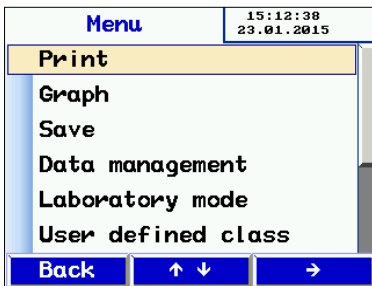 Menu
15:12:38
23.01.2015
Print
Graph
Save
Data management
Laboratory mode
User defined class
Back ↑ ↓ →